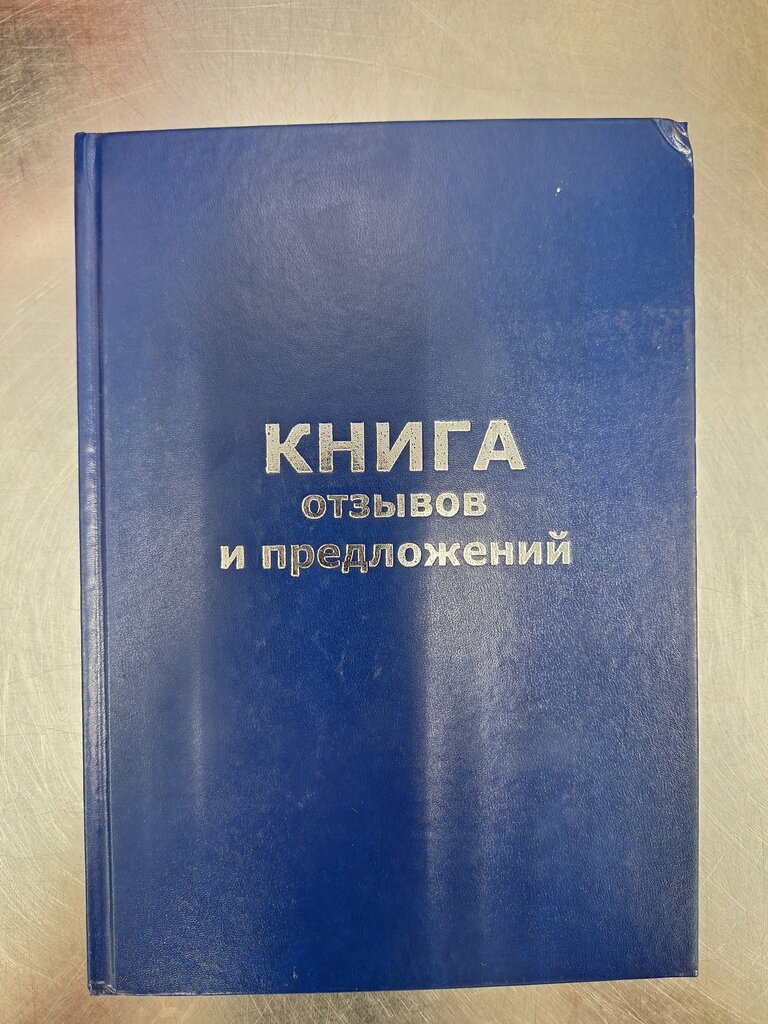 КНИГА
отзывов
и предложений